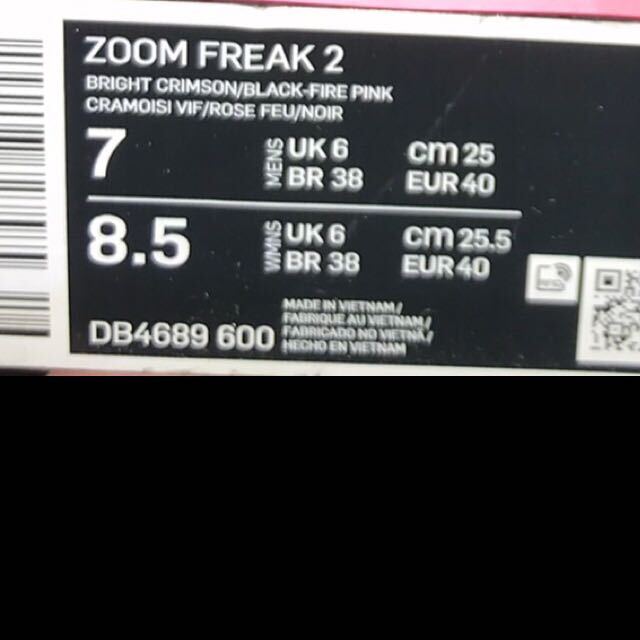 ZOOM FREAK 2
BRIGHT CRIMSON/BLACK-FIRE PINK
CRAMOISI VIF/ROSE FEU/NOIR
7 MENS UK 6 cm 25
BR 38 EUR 40
8.5 WMNS UK 6 cm 25.5
BR 38 EUR 40
DB4689 600
MADE IN VIETNAM/
FABRIQUE AU VIETNAM/
FABRICADO NO VIETNÃ/
HECHO EN VIETNAM